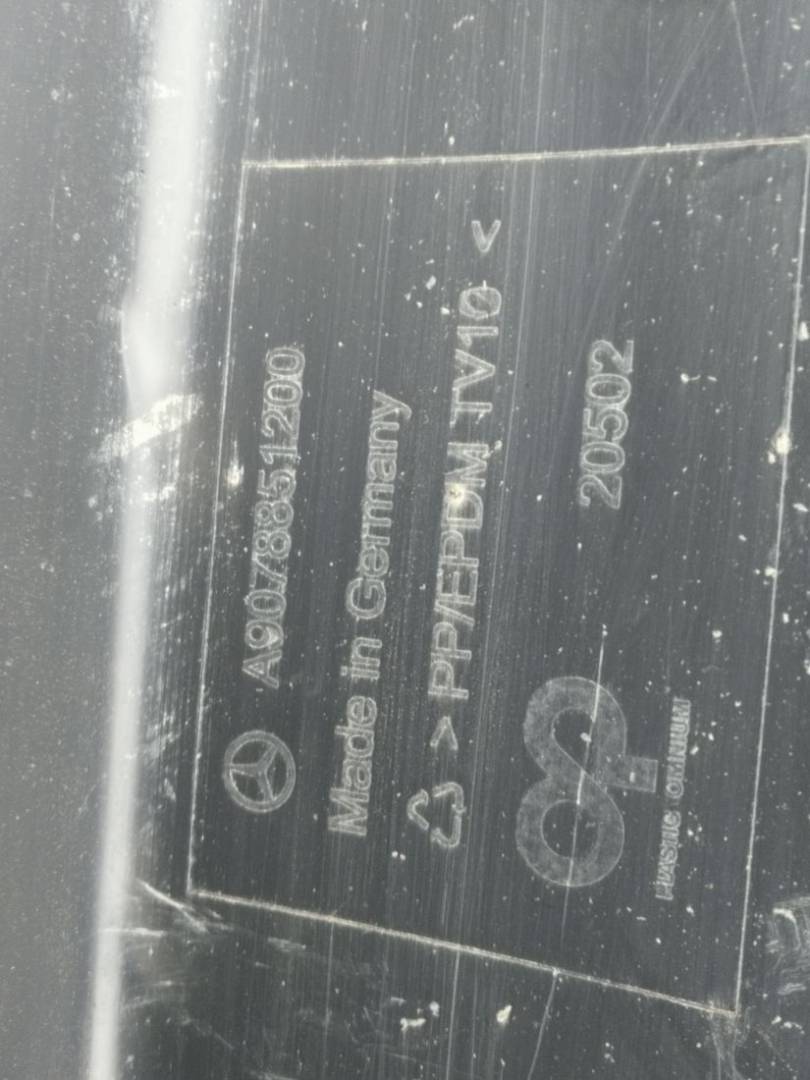 A9078851200
Made in Germany
> PP/EPDM TV10 <
20502
PLASTIC OMNIUM